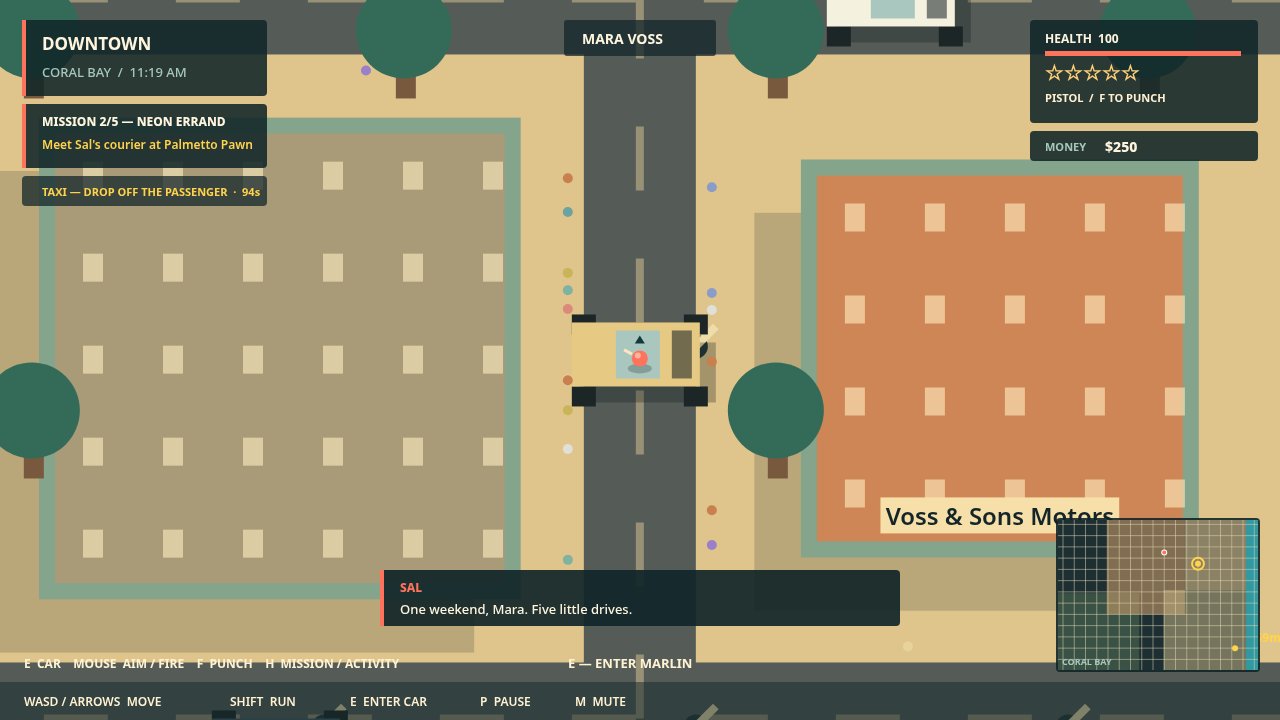 DOWNTOWN
CORAL BAY / 11:19 AM
MISSION 2/5 — NEON ERRAND
Meet Sal's courier at Palmetto Pawn
TAXI — DROP OFF THE PASSENGER · 94s
MARA VOSS
HEALTH 100
☆☆☆☆☆
PISTOL / F TO PUNCH
MONEY $250
Voss & Sons Motors
SAL
One weekend, Mara. Five little drives.
CORAL BAY
E CAR MOUSE AIM / FIRE F PUNCH H MISSION / ACTIVITY
E — ENTER MARLIN
WASD / ARROWS MOVE SHIFT RUN E ENTER CAR P PAUSE M MUTE